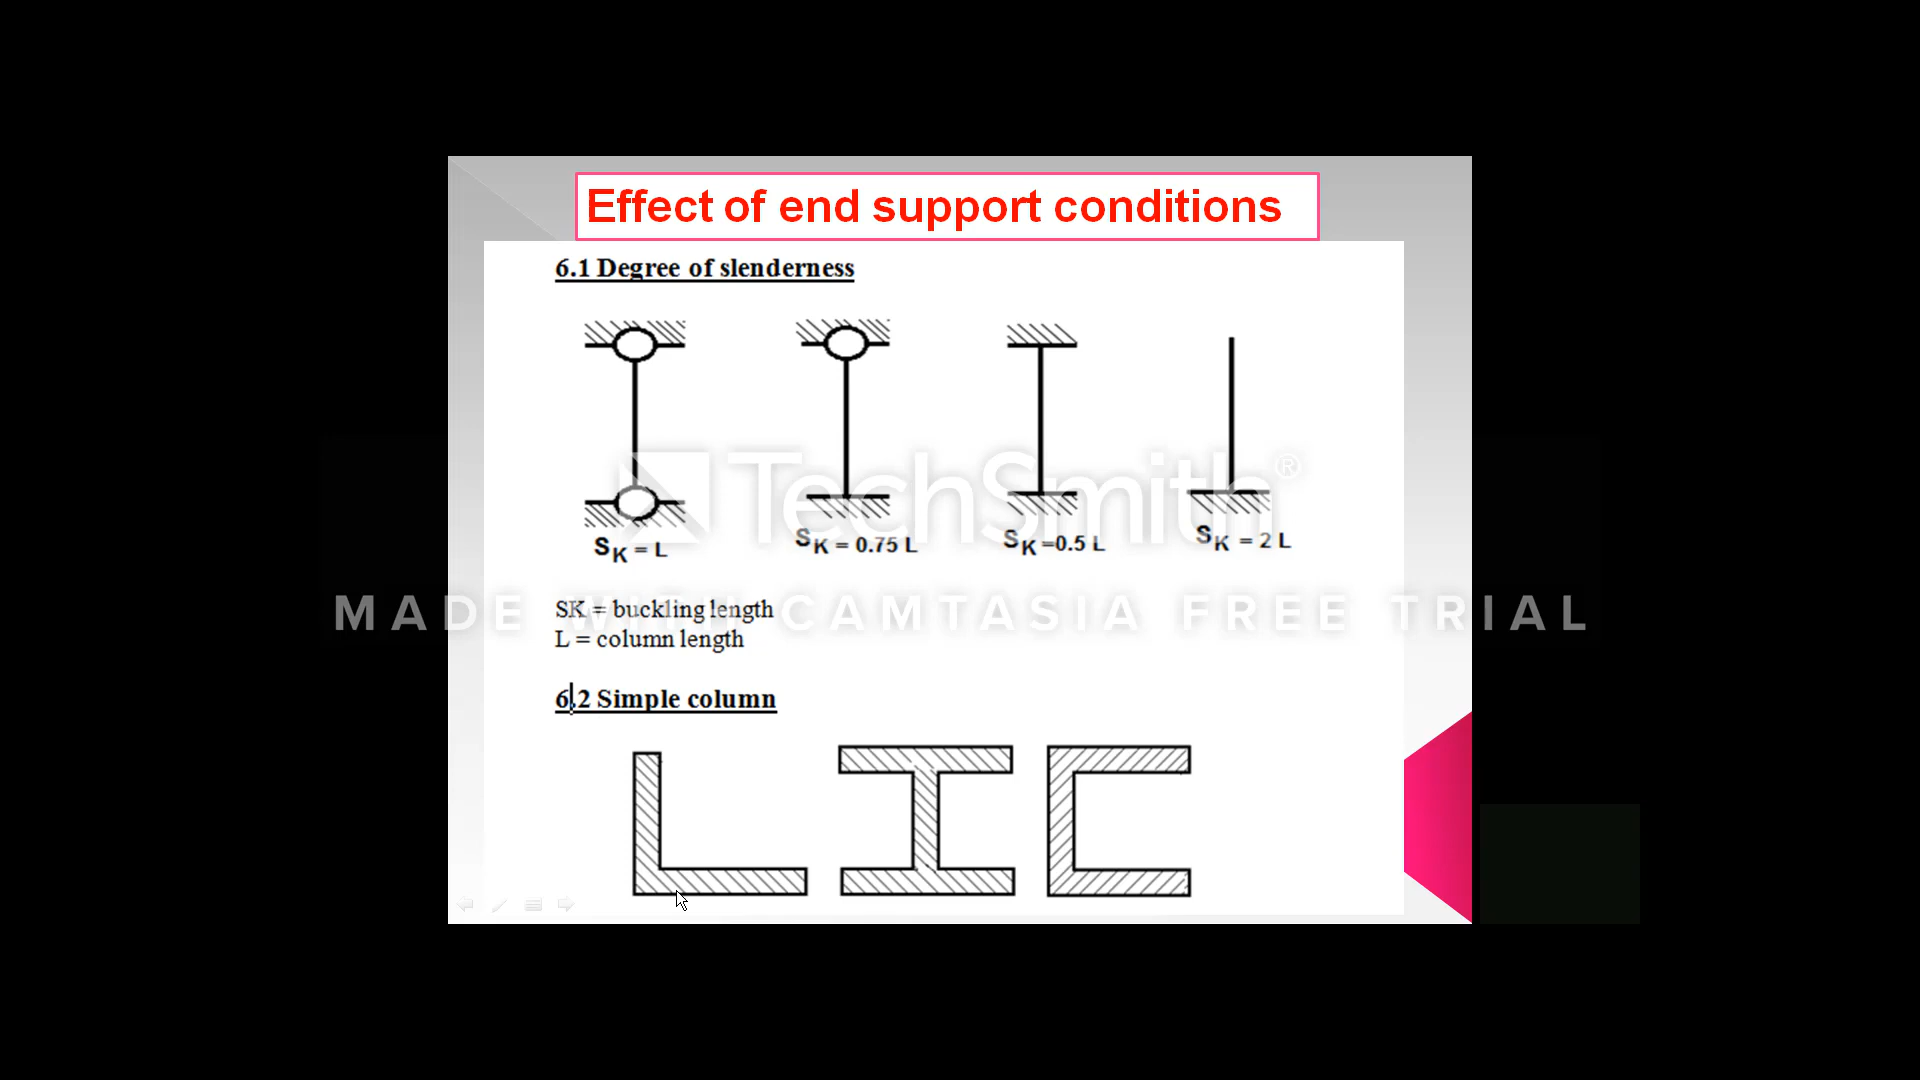 Effect of end support conditions
6.1 Degree of slenderness
SK = L
SK = 0.75 L
SK =0.5 L
SK = 2 L
TechSmith®
SK = buckling length
MADE WITH CAMTASIA FREE TRIAL
L = column length
6.2 Simple column